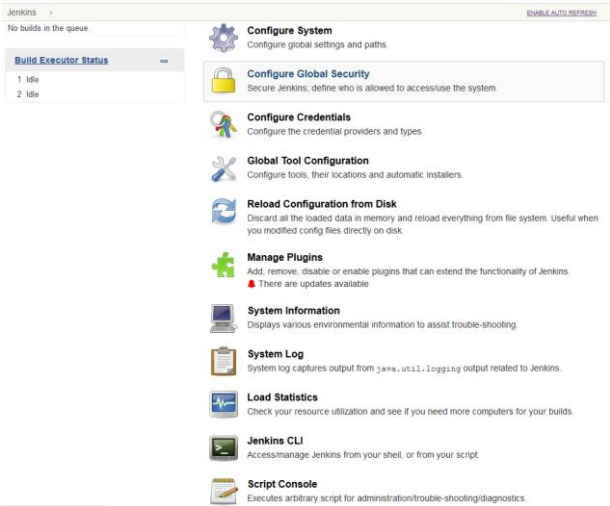 Jenkins
ENABLE AUTO REFRESH
No builds in the queue.
Build Executor Status
1 Idle
2 Idle
Configure System
Configure global settings and paths.
Configure Global Security
Secure Jenkins; define who is allowed to access/use the system.
Configure Credentials
Configure the credential providers and types
Global Tool Configuration
Configure tools, their locations and automatic installers.
Reload Configuration from Disk
Discard all the loaded data in memory and reload everything from file system. Useful when
you modified config files directly on disk.
Manage Plugins
Add, remove, disable or enable plugins that can extend the functionality of Jenkins.
There are updates available
System Information
Displays various environmental information to assist trouble-shooting.
System Log
System log captures output from java.util.logging output related to Jenkins.
Load Statistics
Check your resource utilization and see if you need more computers for your builds.
Jenkins CLI
Access/manage Jenkins from your shell, or from your script.
Script Console
Executes arbitrary script for administration/trouble-shooting/diagnostics.